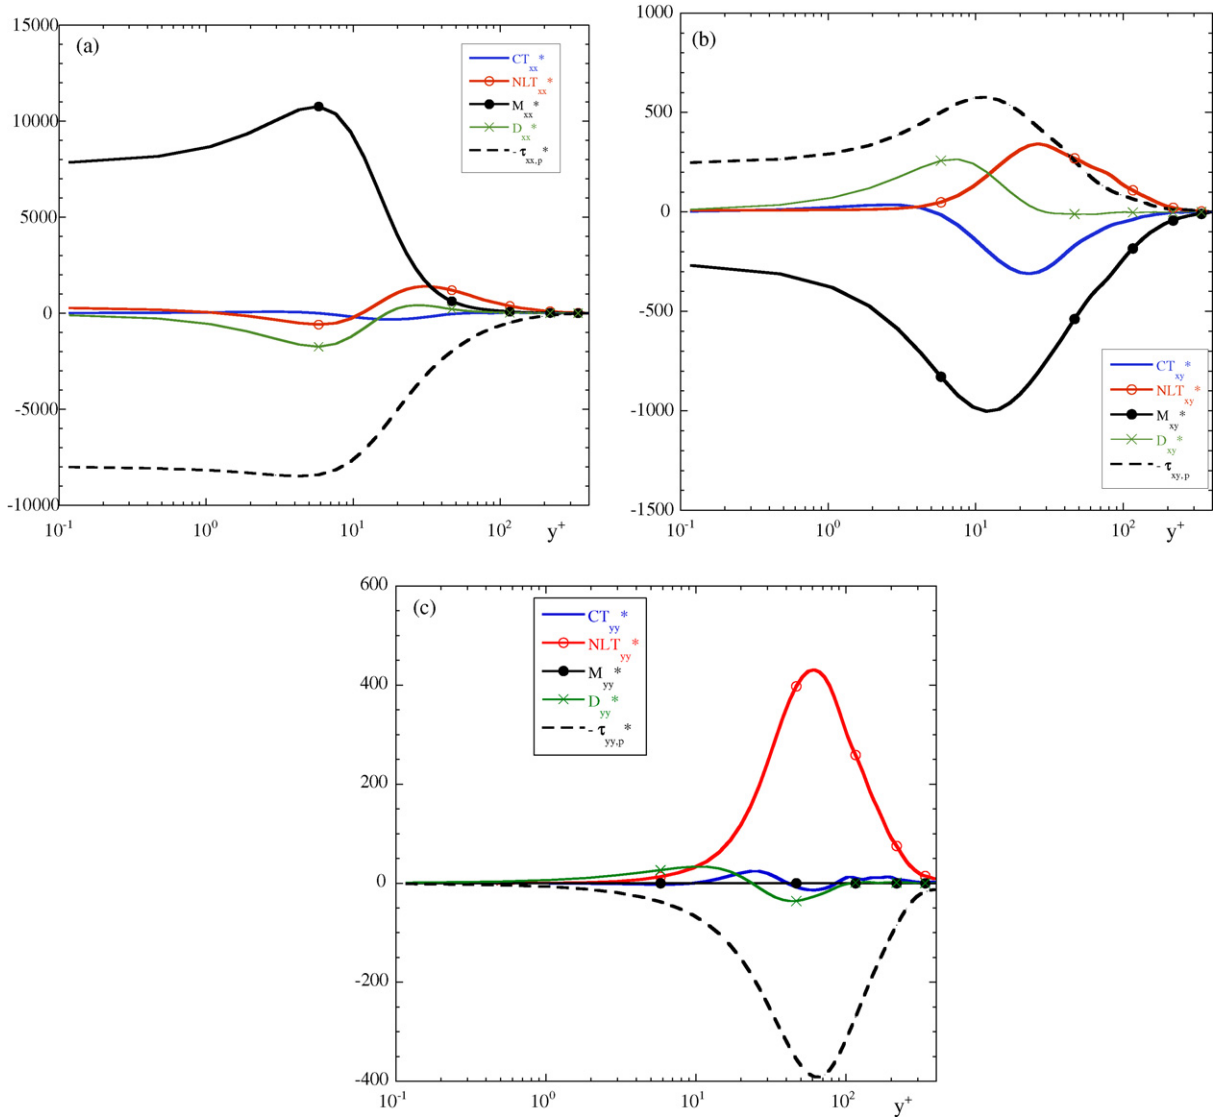 (a)
15000
10000
5000
0
-5000
-10000
CTxx*
NLTxx*
Mxx*
Dxx*
- τxx,p*
10-1 100 101 102
y+
(b)
1000
500
0
-500
-1000
-1500
CTxy*
NLTxy*
Mxy*
Dxy*
- τxy,p*
10-1 100 101 102
y+
(c)
600
400
200
0
-200
-400
CTyy*
NLTyy*
Myy*
Dyy*
- τyy,p*
10-1 100 101 102
y+